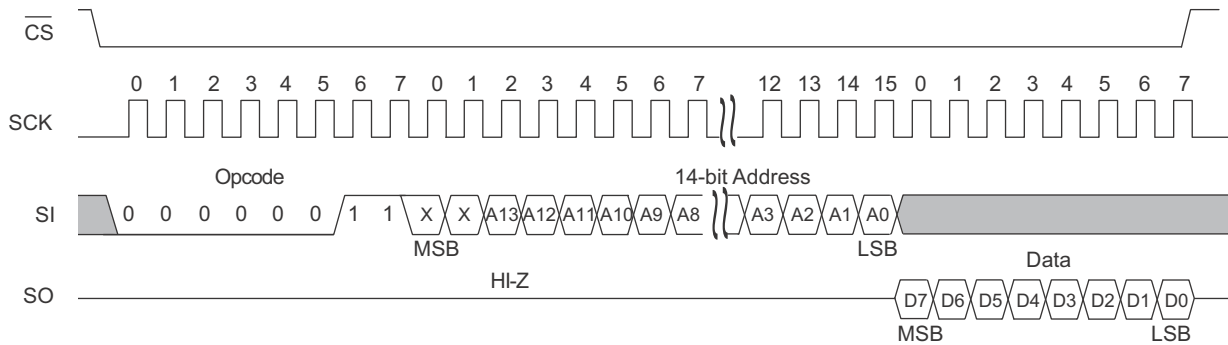 CS
0 1 2 3 4 5 6 7 0 1 2 3 4 5 6 7 12 13 14 15 0 1 2 3 4 5 6 7
SCK
Opcode 14-bit Address
SI 0 0 0 0 0 0 1 1 X X A13 A12 A11 A10 A9 A8 A3 A2 A1 A0
MSB LSB
HI-Z Data
SO D7 D6 D5 D4 D3 D2 D1 D0
MSB LSB